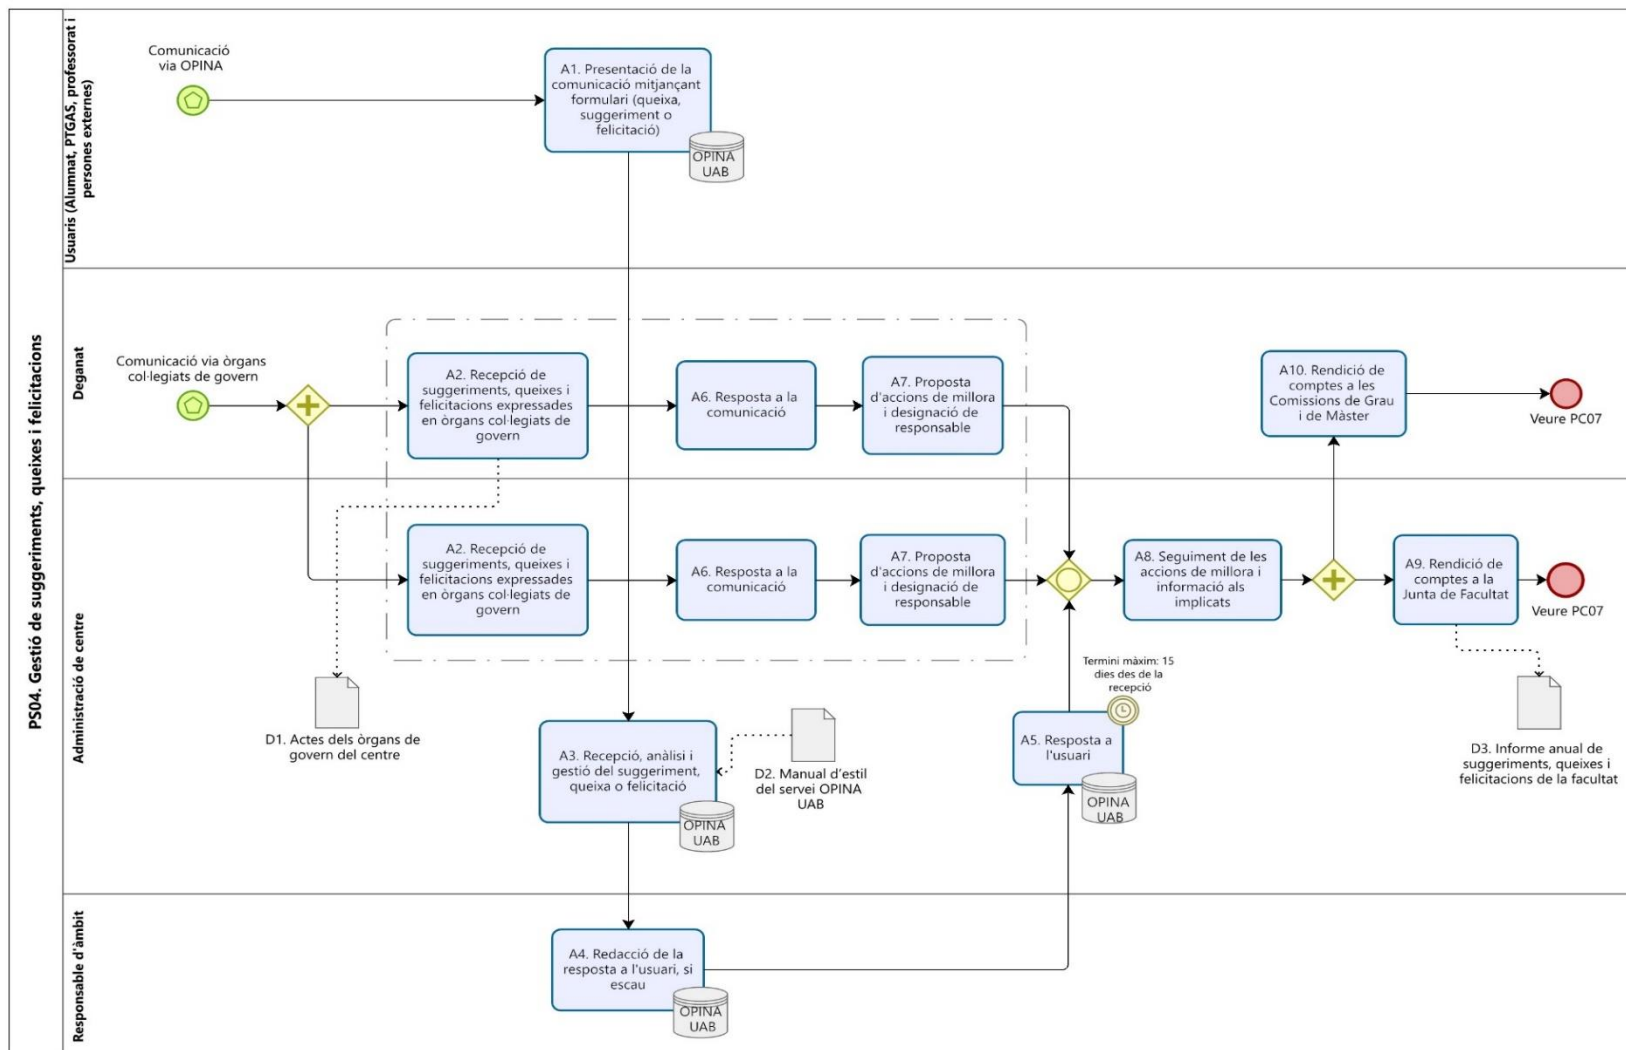 PS04. Gestió de suggeriments, queixes i felicitacions
Usuaris (Alumnat, PTGAS, professorat i
persones externes)
Comunicació
via OPINA
A1. Presentació de la
comunicació mitjançant
formulari (queixa,
suggeriment o
felicitació)
OPINA
UAB
Deganat
Comunicació via òrgans
col·legiats de govern
A2. Recepció de
suggeriments, queixes i
felicitacions expressades
en òrgans col·legiats de
govern
A6. Resposta a la
comunicació
A7. Proposta
d'accions de millora
i designació de
responsable
A10. Rendició de
comptes a les
Comissions de Grau
i de Màster
Veure PC07
Administració de centre
A2. Recepció de
suggeriments, queixes i
felicitacions expressades
en òrgans col·legiats de
govern
A6. Resposta a la
comunicació
A7. Proposta
d'accions de millora
i designació de
responsable
A8. Seguiment de les
accions de millora i
informació als
implicats
A9. Rendició de
comptes a la
Junta de Facultat
Veure PC07
D1. Actes dels òrgans de
govern del centre
A3. Recepció, anàlisi i
gestió del suggeriment,
queixa o felicitació
OPINA
UAB
D2. Manual d’estil
del servei OPINA
UAB
Termini màxim: 15
dies des de la
recepció
A5. Resposta a
l'usuari
OPINA
UAB
D3. Informe anual de
suggeriments, queixes i
felicitacions de la facultat
Responsable d'àmbit
A4. Redacció de la
resposta a l'usuari, si
escau
OPINA
UAB